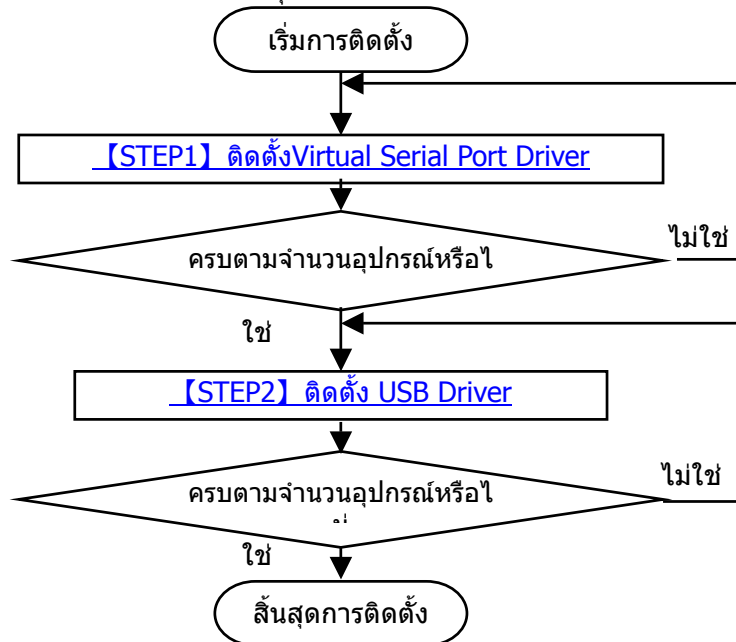 เริ่มการติดตั้ง
【STEP1】 ติดตั้งVirtual Serial Port Driver
ครบตามจำนวนอุปกรณ์หรือไ
ไม่ใช่
ใช่
【STEP2】 ติดตั้ง USB Driver
ครบตามจำนวนอุปกรณ์หรือไ
ไม่ใช่
ใช่
สิ้นสุดการติดตั้ง